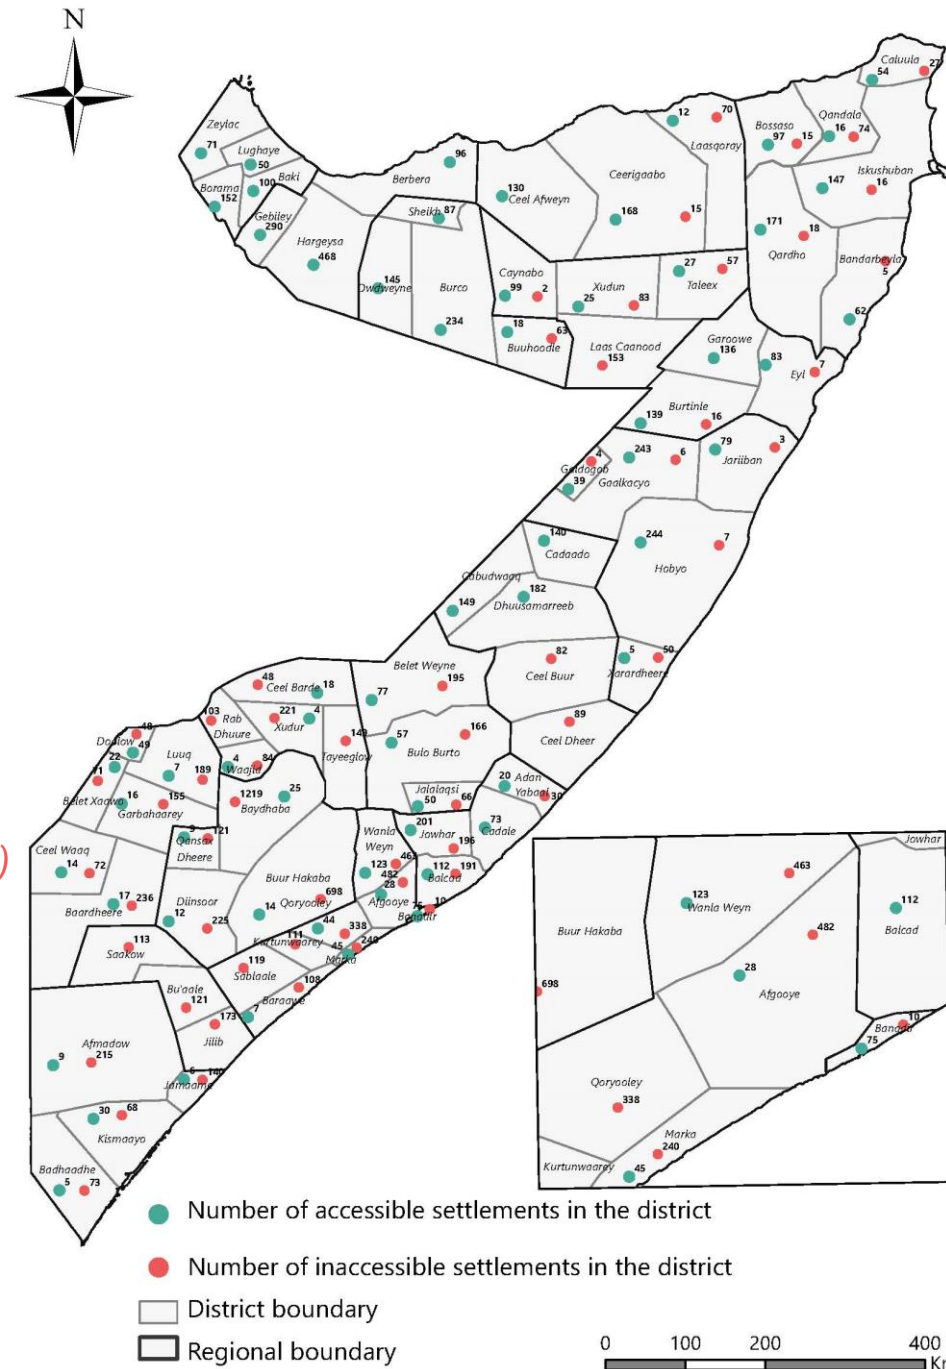 N
Caluula
27
54
Zeylac
71
Lughaye
50
Baki
100
Borama
152
Gebiley
290
Berbera
96
Sheikh
87
Hargeysa
468
Owdweyne
145
Burco
234
12
70
Laasqoray
Ceerigaabo
168
15
130
Ceel Afweyn
Bossaso
97
15
Qandala
16
74
Iskushuban
147
16
171
18
Qardho
Bandarbeyla
5
62
Caynabo
99
2
Xudun
25
83
27
57
Taleex
18
63
Buuhoodle
Laas Caanood
153
Garoowe
136
83
7
Eyl
Burtinle
139
16
79
3
Jariiban
243
6
Gaalkacyo
4
Galdogob
39
140
Cadaado
244
7
Hobyo
Cabudwaaq
149
182
Dhuusamarreeb
82
Ceel Buur
5
50
Xarardheere
89
Ceel Dheer
Belet Weyne
195
77
57
166
Bulo Burto
Jalalaqsi
50
66
20
Adan
Yabaal
30
48
Ceel Barde
18
103
Rab
Dhuure
221
4
Xudur
149
Tayeeglow
4
84
Waajid
48
Doolow
49
22
71
Belet Xaawo
Luuq
7
189
16
155
Garbahaarey
1219
25
Baydhaba
9
121
Qansax
Dheere
Ceel Waaq
14
72
17
236
Baardheere
Diinsoor
12
225
Buur Hakaba
14
698
Qoryooley
Wanla
Weyn
123
463
482
28
Afgooye
201
Jowhar
196
73
Cadale
112
191
Balcad
75
10
Banadir
44
338
111
Kurtunwaarey
45
240
Marka
113
Saakow
119
Sablaale
108
Baraawe
7
Bu'aale
121
173
Jilib
Afmadow
9
215
6
140
Jamaame
30
68
Kismaayo
Badhaadhe
5
73
Jowhar
463
123
Wanla Weyn
112
Balcad
Buur Hakaba
482
28
Afgooye
698
10
Banadir
75
Qoryooley
338
Marka
240
Kurtunwaarey
45
Number of accessible settlements in the district
Number of inaccessible settlements in the district
District boundary
Regional boundary
0 100 200 400